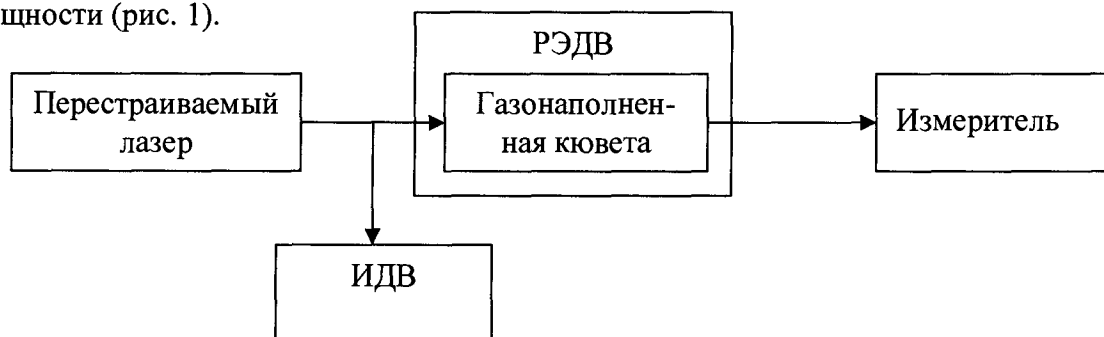 щности (рис. 1).
РЭДВ
Перестраиваемый
лазер
Газонаполнен-
ная кювета
Измеритель
ИДВ